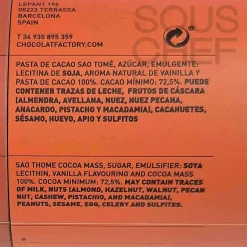 LEPANT 196
08223 TERRASSA
BARCELONA
SPAIN
T 34 935 895 359
CHOCOLATFACTORY.COM
PASTA DE CACAO SAO TOMÉ, AZÚCAR, EMULGENTE:
LECITINA DE SOJA, AROMA NATURAL DE VAINILLA Y
PASTA DE CACAO 100%. CACAO MÍNIMO: 72,5%. PUEDE
CONTENER TRAZAS DE LECHE, FRUTOS DE CÁSCARA
(ALMENDRA, AVELLANA, NUEZ, NUEZ PECANA,
ANACARDO, PISTACHO Y MACADAMIA), CACAHUETES,
SÉSAMO, HUEVO, APIO Y SULFITOS
SAO THOME COCOA MASS, SUGAR, EMULSIFIER: SOYA
LECITHIN, VANILLA FLAVOURING AND COCOA MASS
100%. COCOA MINIMUM: 72,5%. MAY CONTAIN TRACES
OF MILK, NUTS (ALMOND, HAZELNUT, WALNUT, PECAN
NUT, CASHEW, PISTACHIO, AND MACADAMIA),
PEANUTS, SESAME, EGG, CELERY AND SULFITES.